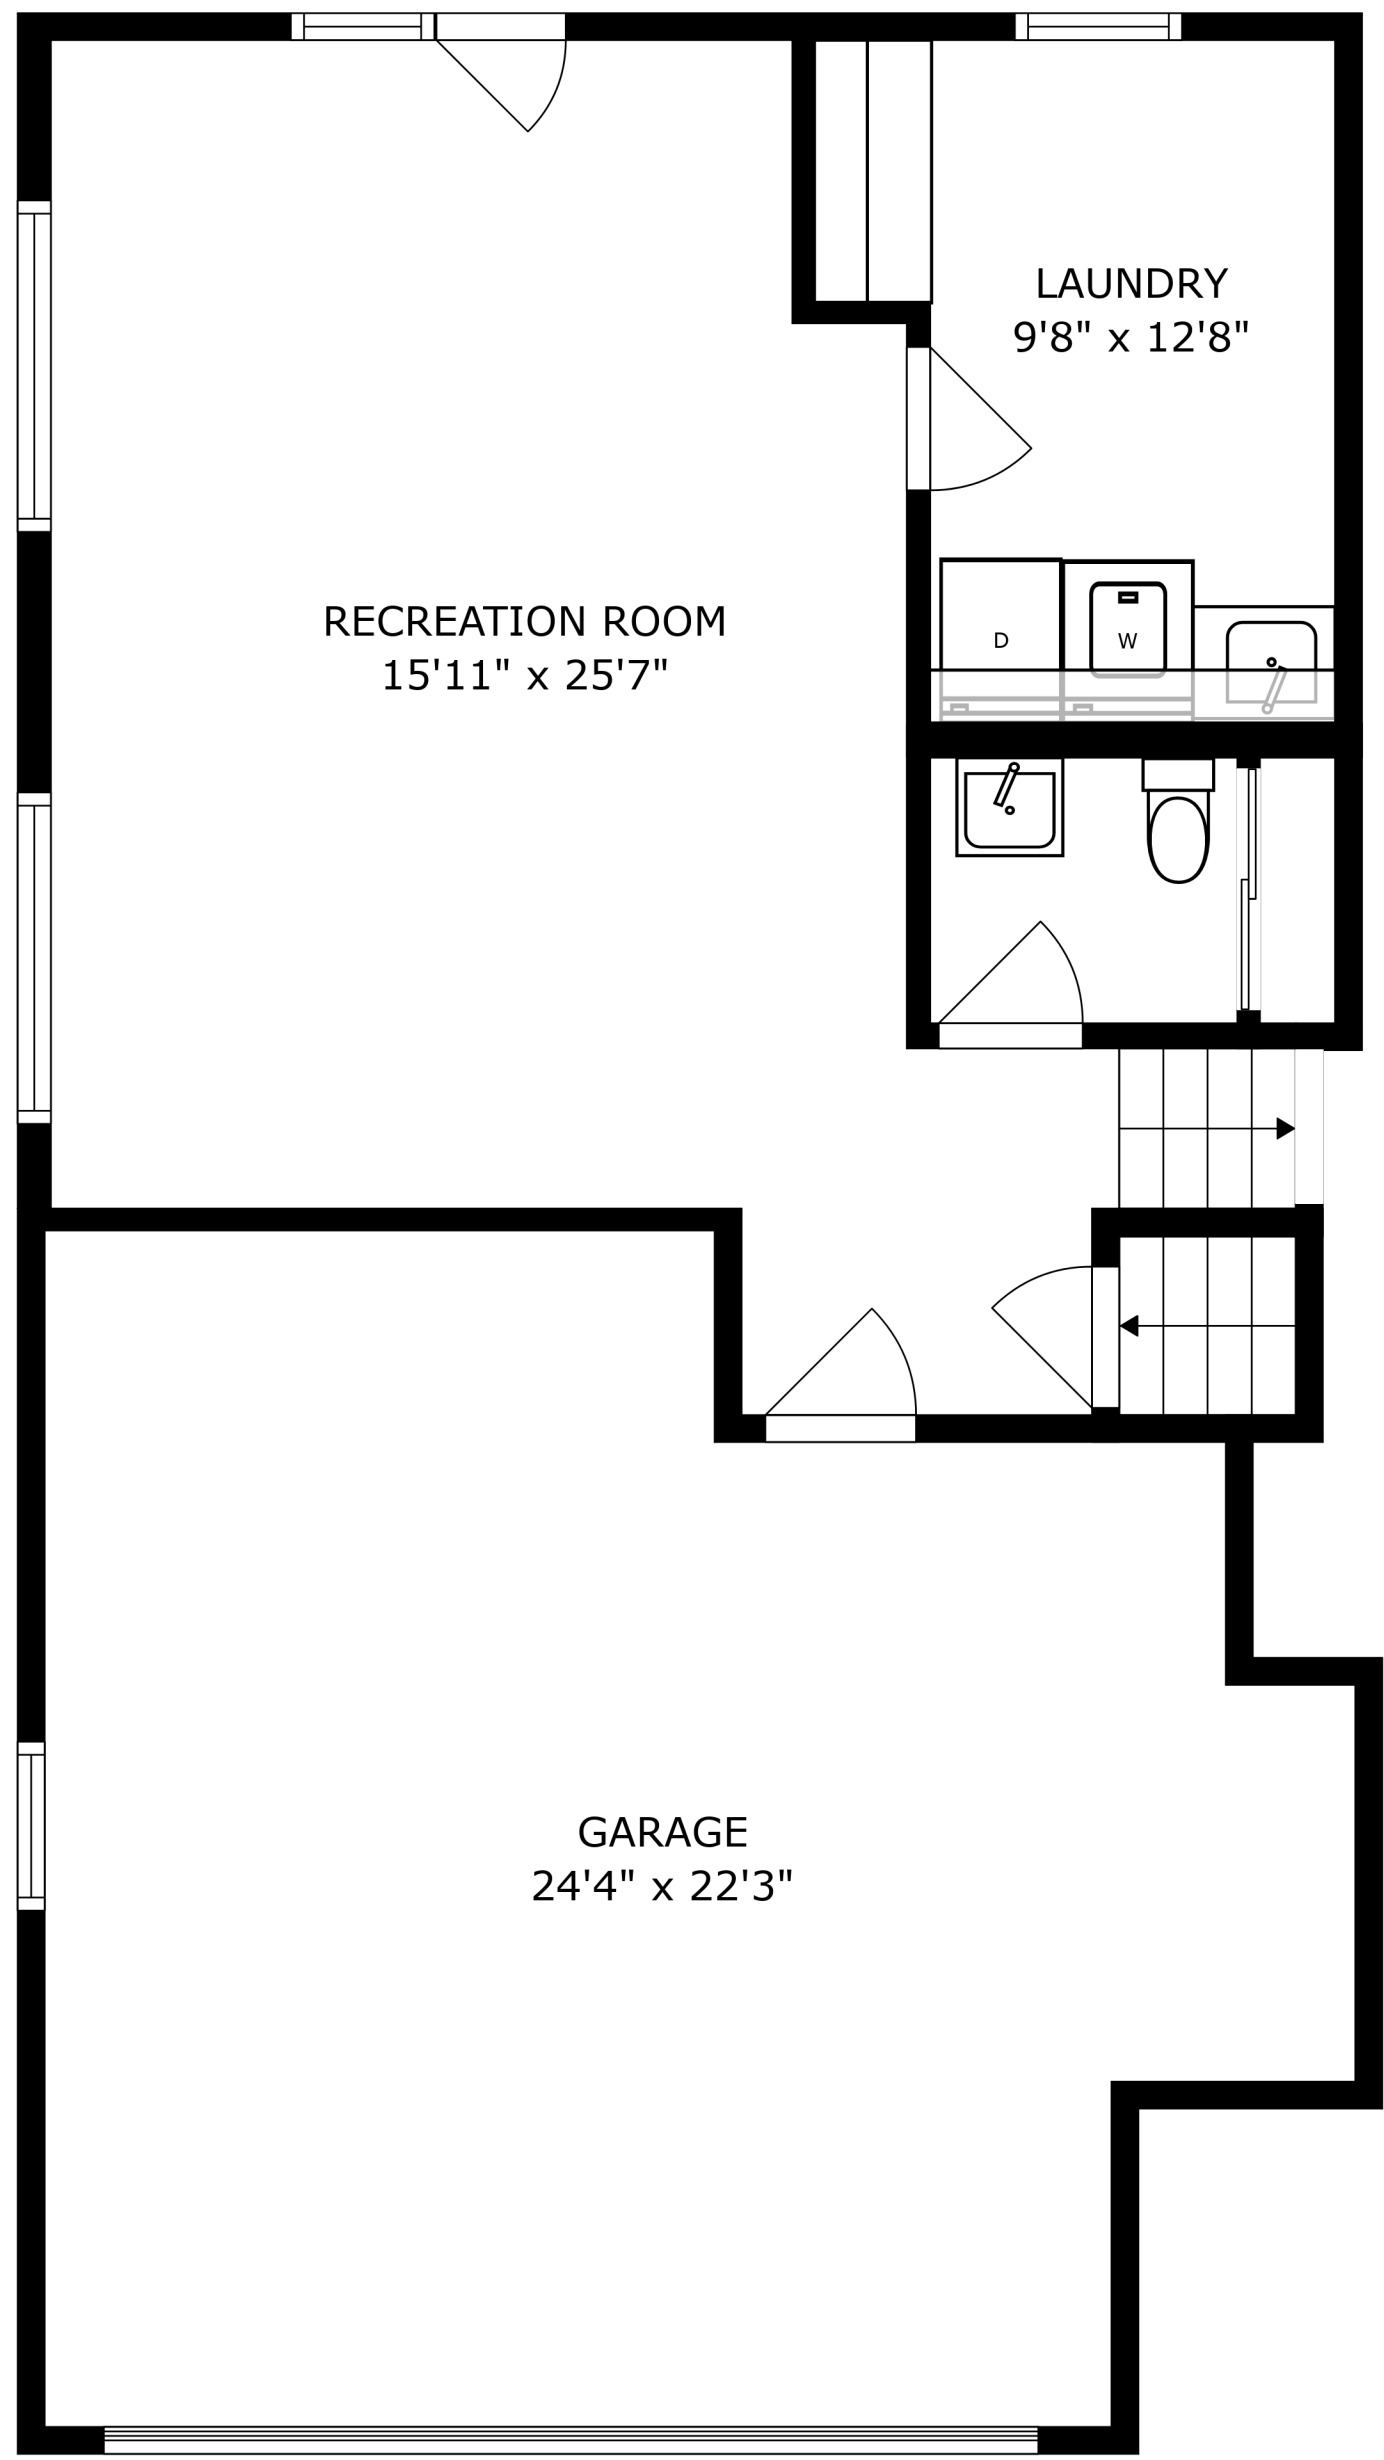 LAUNDRY
9'8" x 12'8"
RECREATION ROOM
15'11" x 25'7"
D
W
GARAGE
24'4" x 22'3"